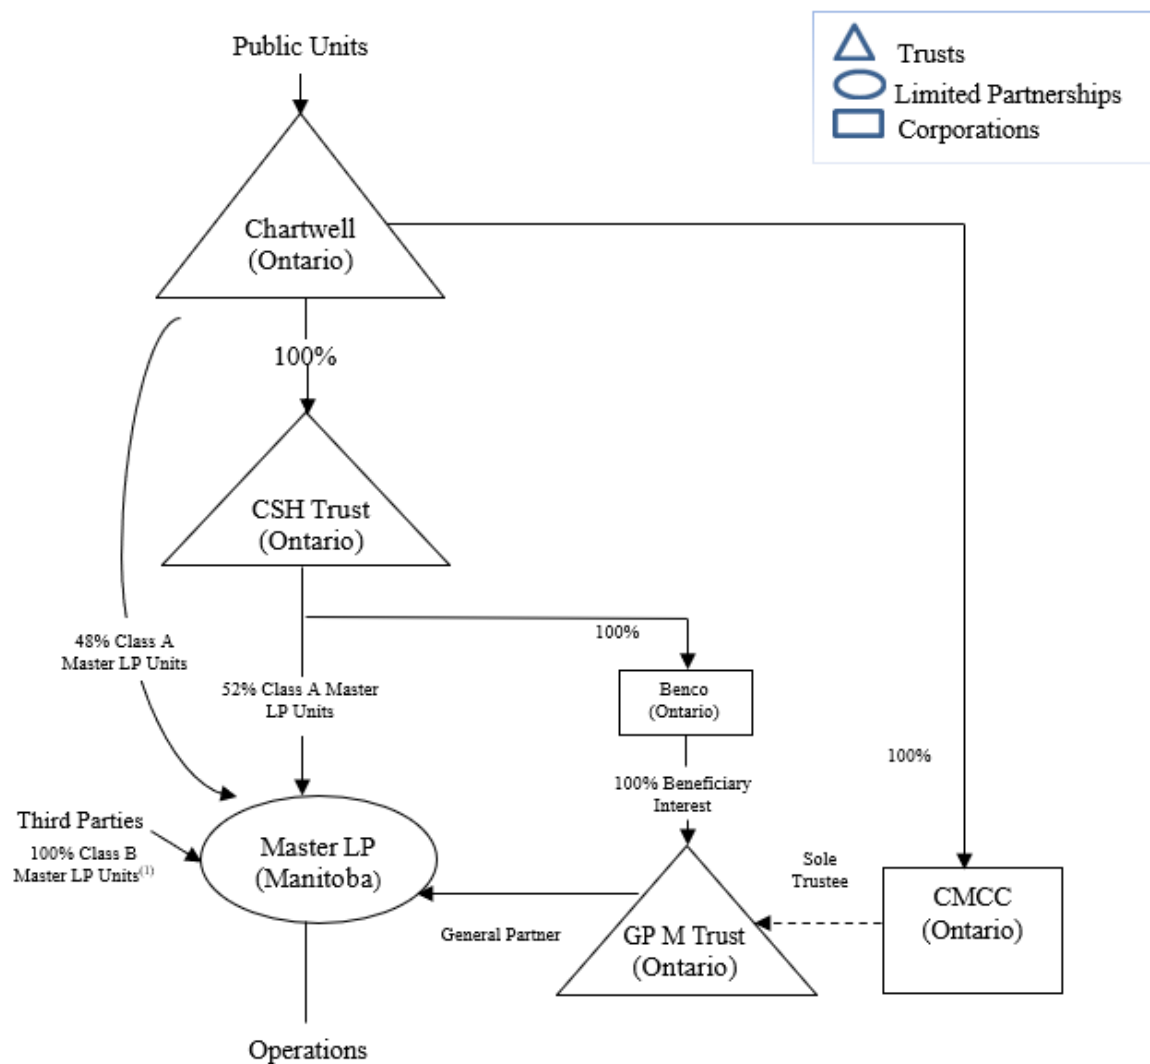 Public Units
Trusts
Limited Partnerships
Corporations
Chartwell
(Ontario)
100%
CSH Trust
(Ontario)
48% Class A
Master LP Units
52% Class A Master
LP Units
100%
Benco
(Ontario)
100% Beneficiary
Interest
100%
Third Parties
100% Class B
Master LP Units(1)
Master LP
(Manitoba)
General Partner
GP M Trust
(Ontario)
Sole
Trustee
CMCC
(Ontario)
Operations